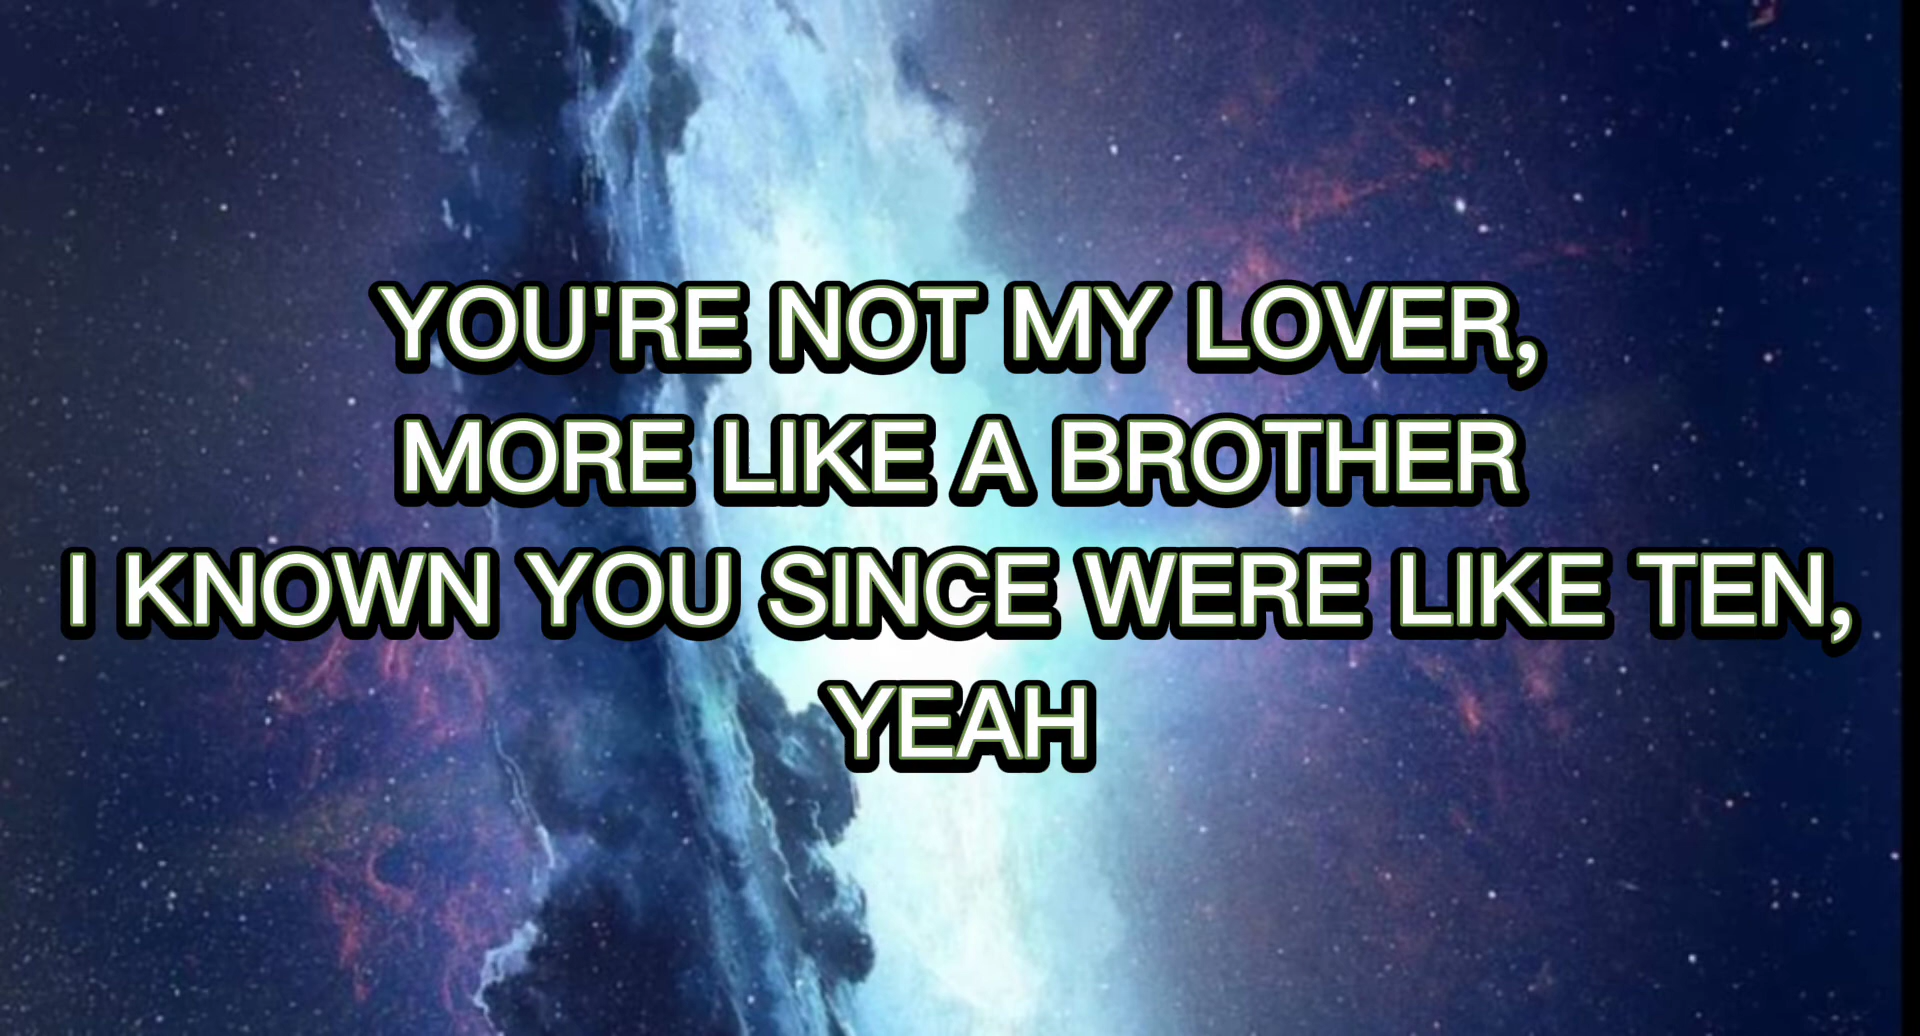 YOU'RE NOT MY LOVER,
MORE LIKE A BROTHER
I KNOWN YOU SINCE WERE LIKE TEN,
YEAH